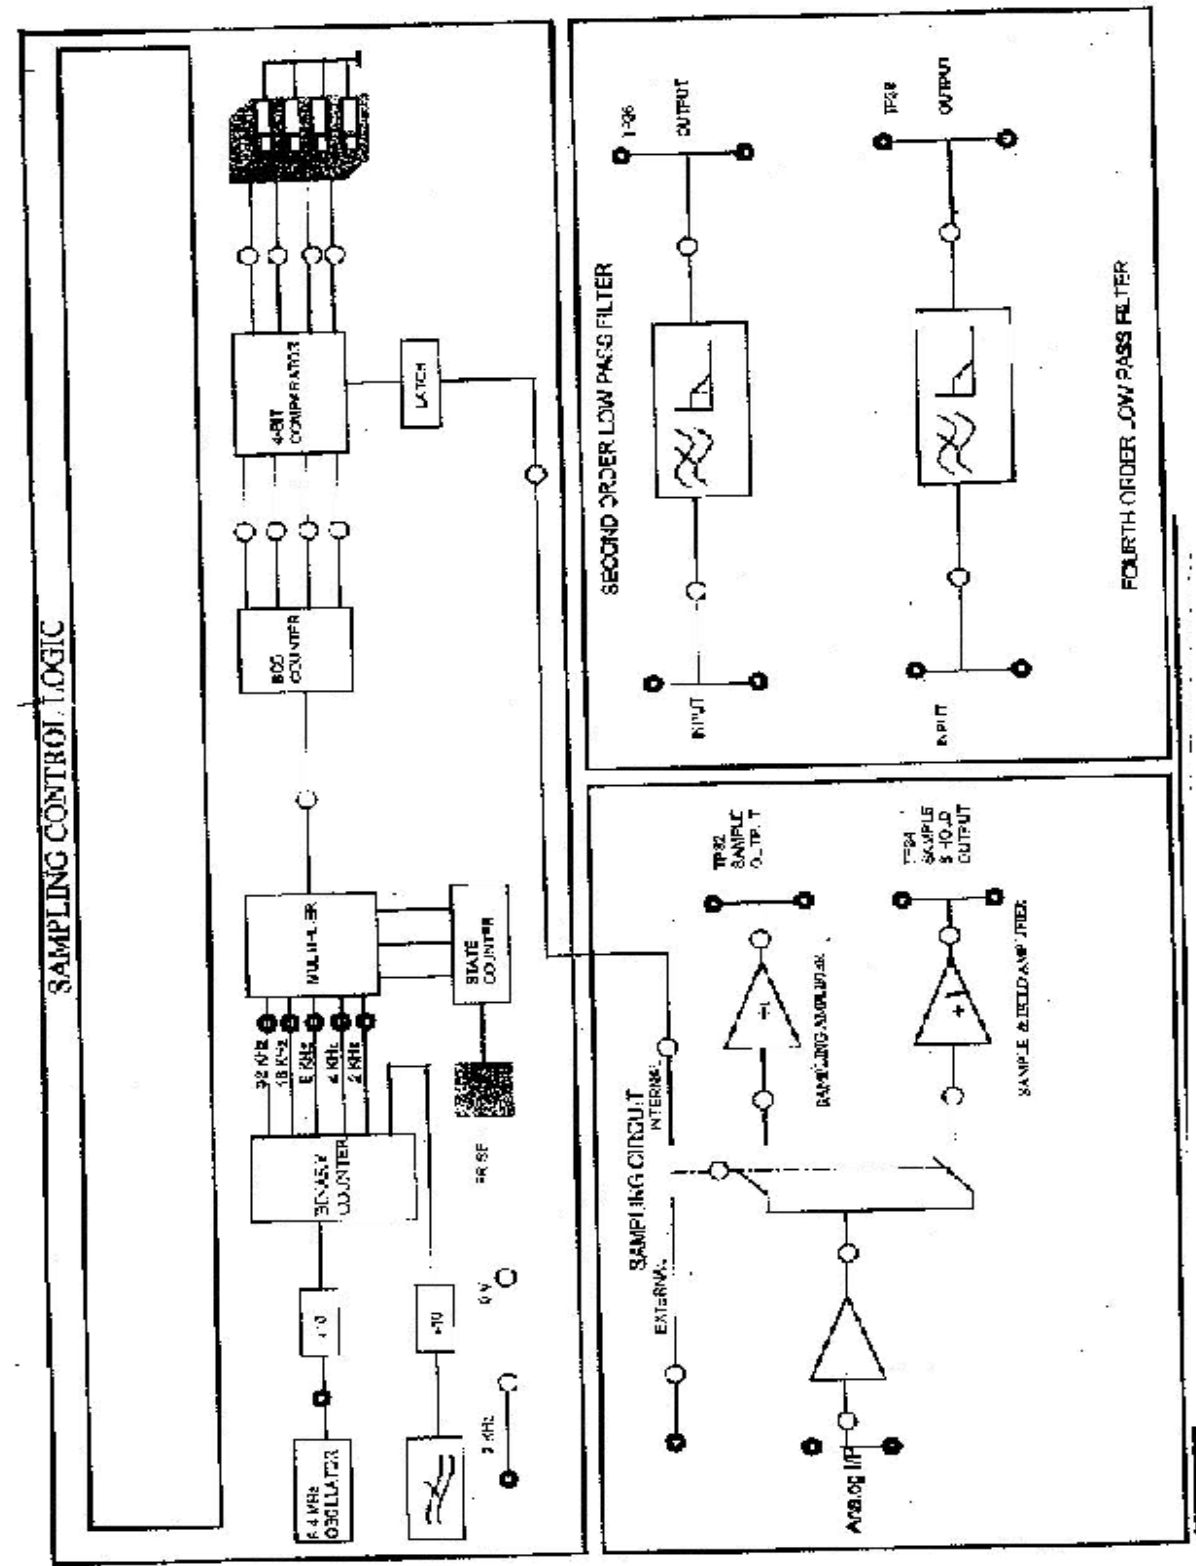 SAMPLING CONTROL LOGIC
6.4 MHz
OSCILLATOR
BINARY
COUNTER
32 KHz
16 KHz
8 KHz
4 KHz
2 KHz
BCD
COUNTER
4-BIT
COMPARATOR
LATCH
STATE
COUNTER
2 KHz
0 V
SAMPLING CIRCUIT
EXTERNAL
INTERNAL
Analog I/P
SAMPLING AMPLIFIER
SAMPLE
OUTPUT
SAMPLE & HOLD AMPLIFIER
SAMPLE
& HOLD
OUTPUT
SECOND ORDER LOW PASS FILTER
INPUT
OUTPUT
FOURTH ORDER LOW PASS FILTER
INPUT
OUTPUT